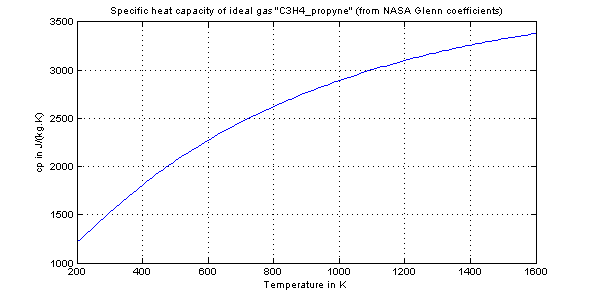 Specific heat capacity of ideal gas "C3H4_propyne" (from NASA Glenn coefficients)
3500
3000
2500
2000
1500
1000
cp in J/(kg.K)
200 400 600 800 1000 1200 1400 1600
Temperature in K